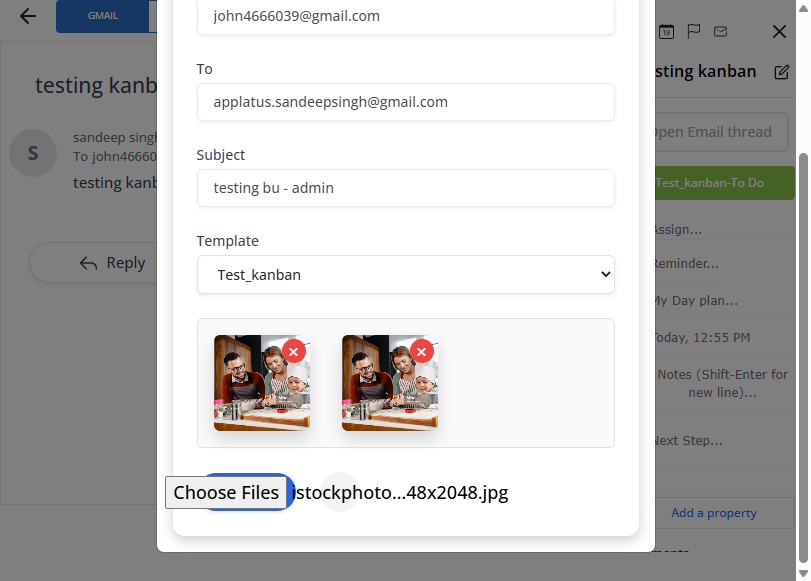 GMAIL
john4666039@gmail.com
19
testing kanb
sting kanban
To
applatus.sandeepsingh@gmail.com
sandeep singh
To john46660
testing kanb
S
Open Email thread
Subject
testing bu - admin
Test_kanban-To Do
Assign...
Template
Test_kanban
Reply
Reminder...
My Day plan...
Today, 12:55 PM
Notes (Shift-Enter for
new line)...
Next Step...
Choose Files
istockphoto...48x2048.jpg
Add a property